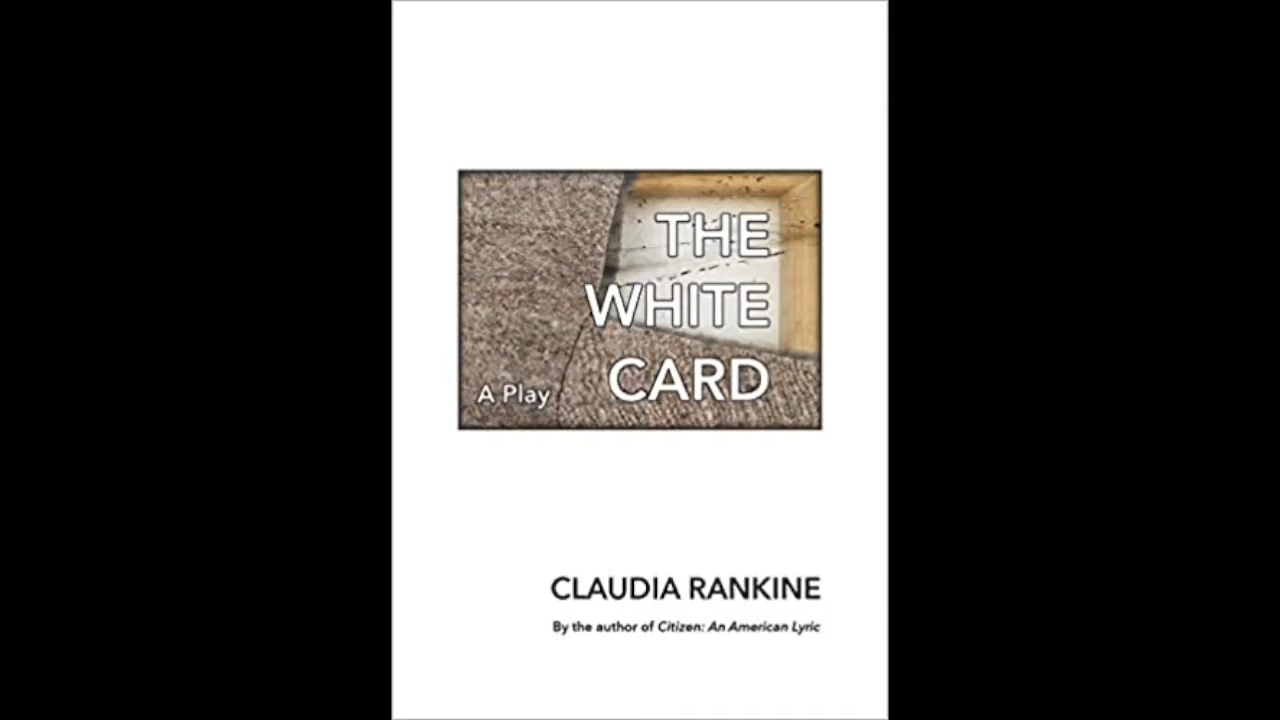 THE
WHITE
CARD
A Play
CLAUDIA RANKINE
By the author of Citizen: An American Lyric